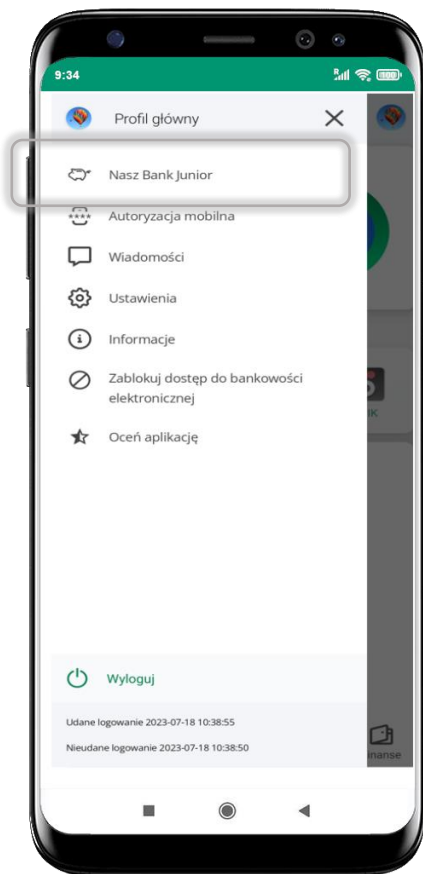 9:34
Profil główny
Nasz Bank Junior
Autoryzacja mobilna
Wiadomości
Ustawienia
Informacje
Zablokuj dostęp do bankowości
elektronicznej
Oceń aplikację
Wyloguj
Udane logowanie 2023-07-18 10:38:55
Nieudane logowanie 2023-07-18 10:38:50